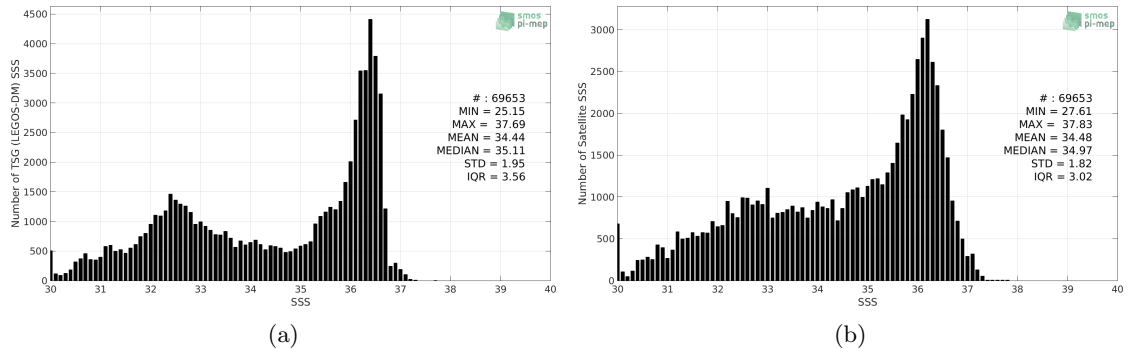 4500
4000
3500
3000
2500
2000
1500
1000
500
0
Number of TSG (LEGOS-DM) SSS
30 31 32 33 34 35 36 37 38 39 40
SSS
smos
pi-mep
# : 69653
MIN = 25.15
MAX = 37.69
MEAN = 34.44
MEDIAN = 35.11
STD = 1.95
IQR = 3.56
(a)
3000
2500
2000
1500
1000
500
0
Number of Satellite SSS
30 31 32 33 34 35 36 37 38 39 40
SSS
smos
pi-mep
# : 69653
MIN = 27.61
MAX = 37.83
MEAN = 34.48
MEDIAN = 34.97
STD = 1.82
IQR = 3.02
(b)